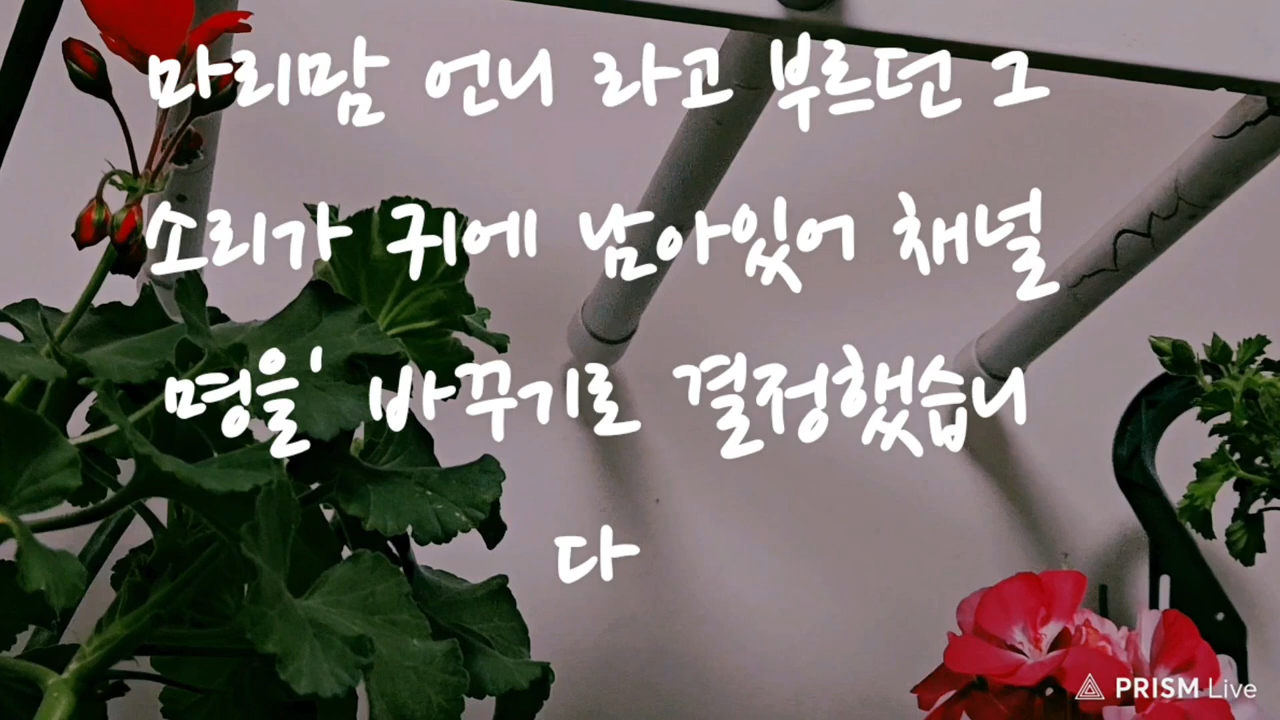 마리맘 언니 라고 부르던 그
소리가 귀에 남아있어 채널
명을' 바꾸기로 결정했습니
다
PRISM Live